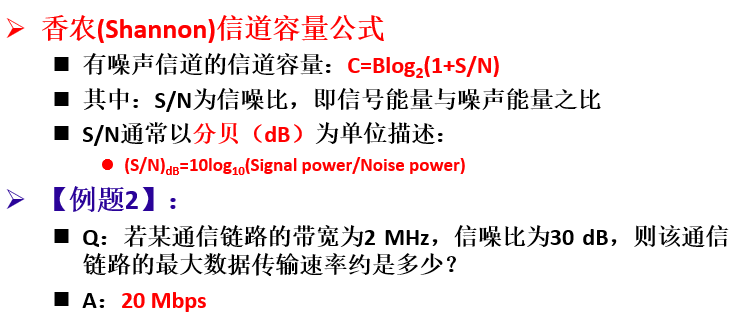 ➢ 香农(Shannon)信道容量公式
■ 有噪声信道的信道容量：C=Blog₂(1+S/N)
■ 其中：S/N为信噪比，即信号能量与噪声能量之比
■ S/N通常以分贝（dB）为单位描述：
● (S/N)dB=10log₁₀(Signal power/Noise power)
➢ 【例题2】：
■ Q：若某通信链路的带宽为2 MHz，信噪比为30 dB，则该通信
链路的最大数据传输速率约是多少？
■ A：20 Mbps